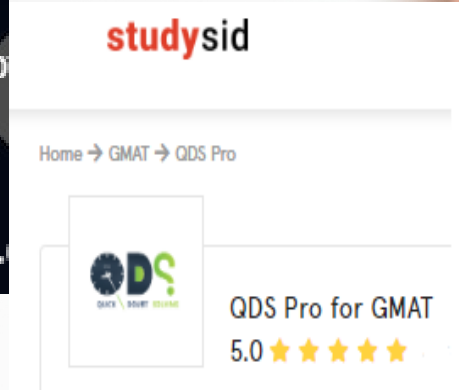 studysid
Home → GMAT → QDS Pro
QDS
QUICK DOUBT SOLVING
QDS Pro for GMAT
5.0